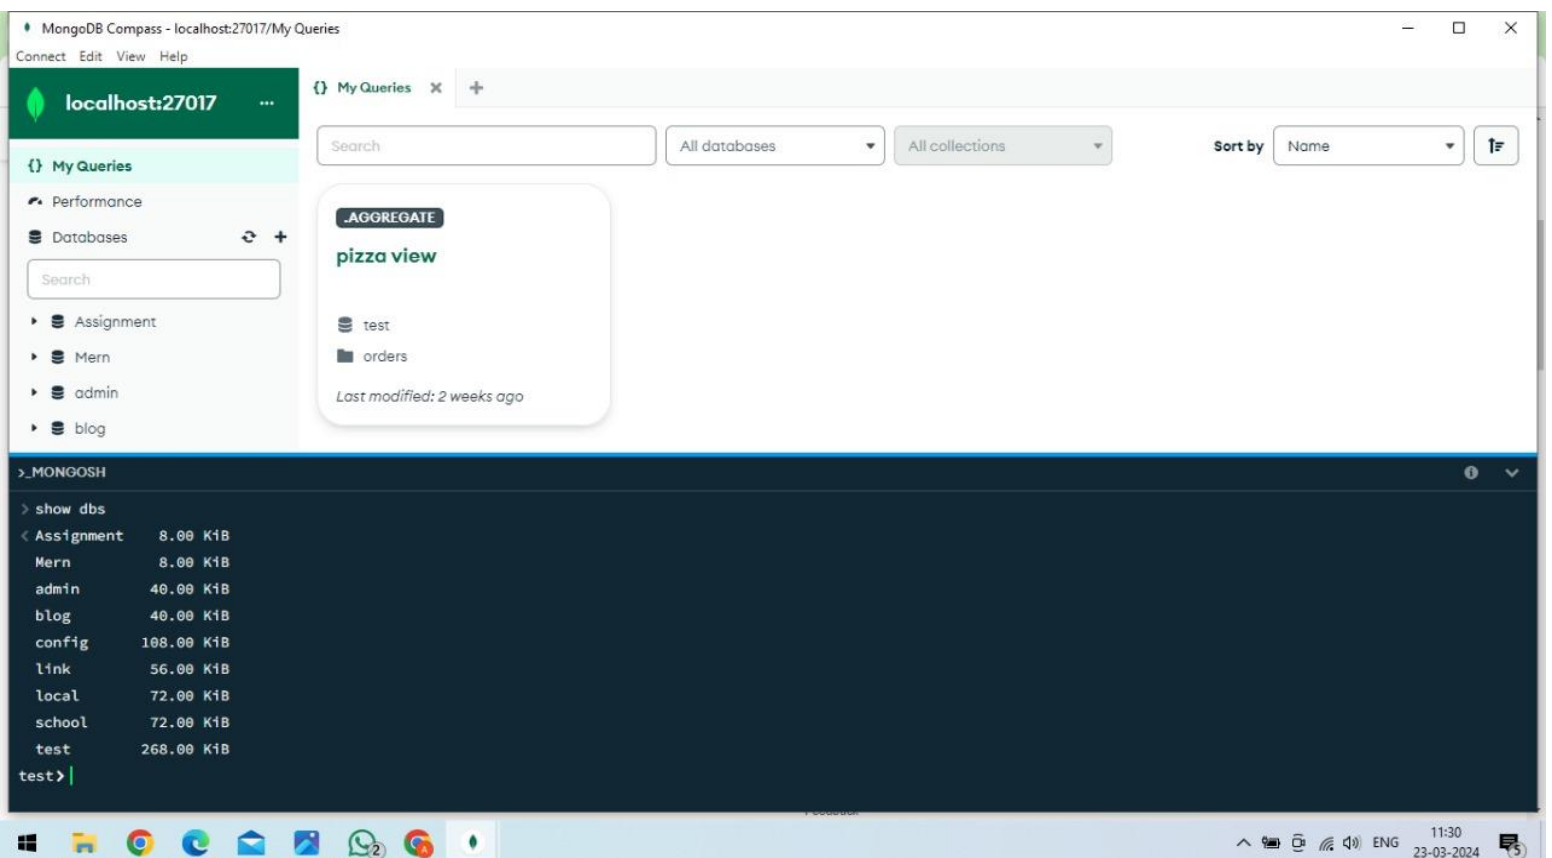 MongoDB Compass - localhost:27017/My Queries
Connect Edit View Help
localhost:27017 ...
{} My Queries
Performance
Databases
Search
Assignment
Mern
admin
blog
{} My Queries
Search
All databases
All collections
Sort by Name
.AGGREGATE
pizza view
test
orders
Last modified: 2 weeks ago
>_MONGOSH
> show dbs
< Assignment 8.00 KiB
Mern 8.00 KiB
admin 40.00 KiB
blog 40.00 KiB
config 108.00 KiB
link 56.00 KiB
local 72.00 KiB
school 72.00 KiB
test 268.00 KiB
test>
2
A
ENG
11:30
23-03-2024
5